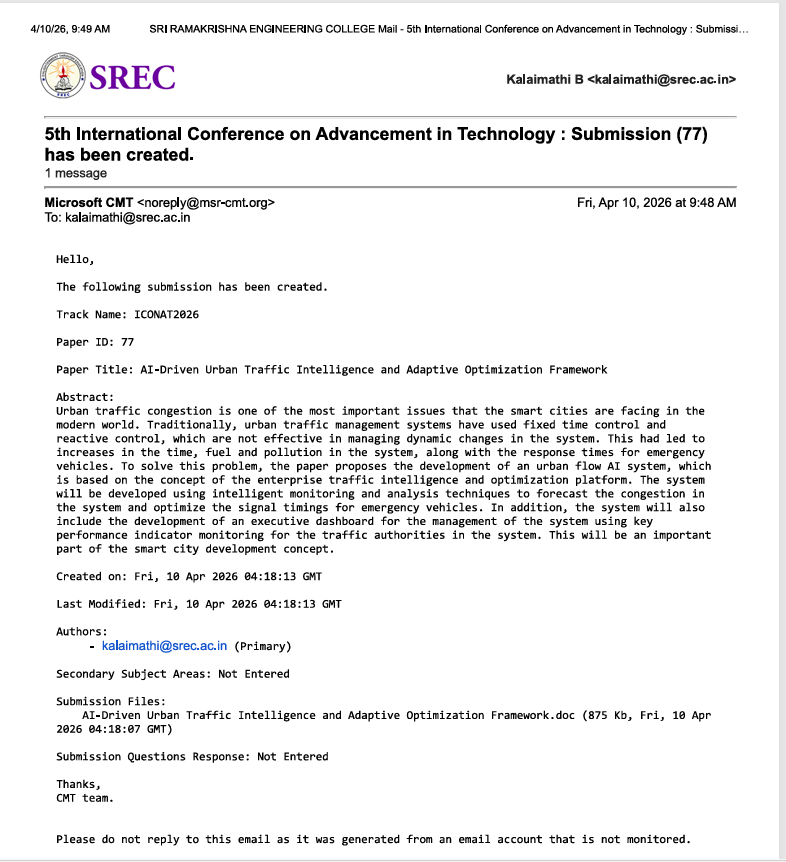 4/10/26, 9:49 AM SRI RAMAKRISHNA ENGINEERING COLLEGE Mail - 5th International Conference on Advancement in Technology : Submissi...
SREC
Kalaimathi B <kalaimathi@srec.ac.in>
5th International Conference on Advancement in Technology : Submission (77)
has been created.
1 message
Microsoft CMT <noreply@msr-cmt.org> Fri, Apr 10, 2026 at 9:48 AM
To: kalaimathi@srec.ac.in
Hello,
The following submission has been created.
Track Name: ICONAT2026
Paper ID: 77
Paper Title: AI-Driven Urban Traffic Intelligence and Adaptive Optimization Framework
Abstract:
Urban traffic congestion is one of the most important issues that the smart cities are facing in the
modern world. Traditionally, urban traffic management systems have used fixed time control and
reactive control, which are not effective in managing dynamic changes in the system. This had led to
increases in the time, fuel and pollution in the system, along with the response times for emergency
vehicles. To solve this problem, the paper proposes the development of an urban flow AI system, which
is based on the concept of the enterprise traffic intelligence and optimization platform. The system
will be developed using intelligent monitoring and analysis techniques to forecast the congestion in
the system and optimize the signal timings for emergency vehicles. In addition, the system will also
include the development of an executive dashboard for the management of the system using key
performance indicator monitoring for the traffic authorities in the system. This will be an important
part of the smart city development concept.
Created on: Fri, 10 Apr 2026 04:18:13 GMT
Last Modified: Fri, 10 Apr 2026 04:18:13 GMT
Authors:
- kalaimathi@srec.ac.in (Primary)
Secondary Subject Areas: Not Entered
Submission Files:
AI-Driven Urban Traffic Intelligence and Adaptive Optimization Framework.doc (875 Kb, Fri, 10 Apr
2026 04:18:07 GMT)
Submission Questions Response: Not Entered
Thanks,
CMT team.
Please do not reply to this email as it was generated from an email account that is not monitored.